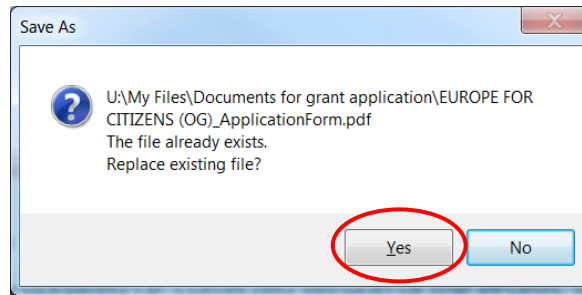 Save As
U:\My Files\Documents for grant application\EUROPE FOR
CITIZENS (OG)_ApplicationForm.pdf
The file already exists.
Replace existing file?
Yes
No